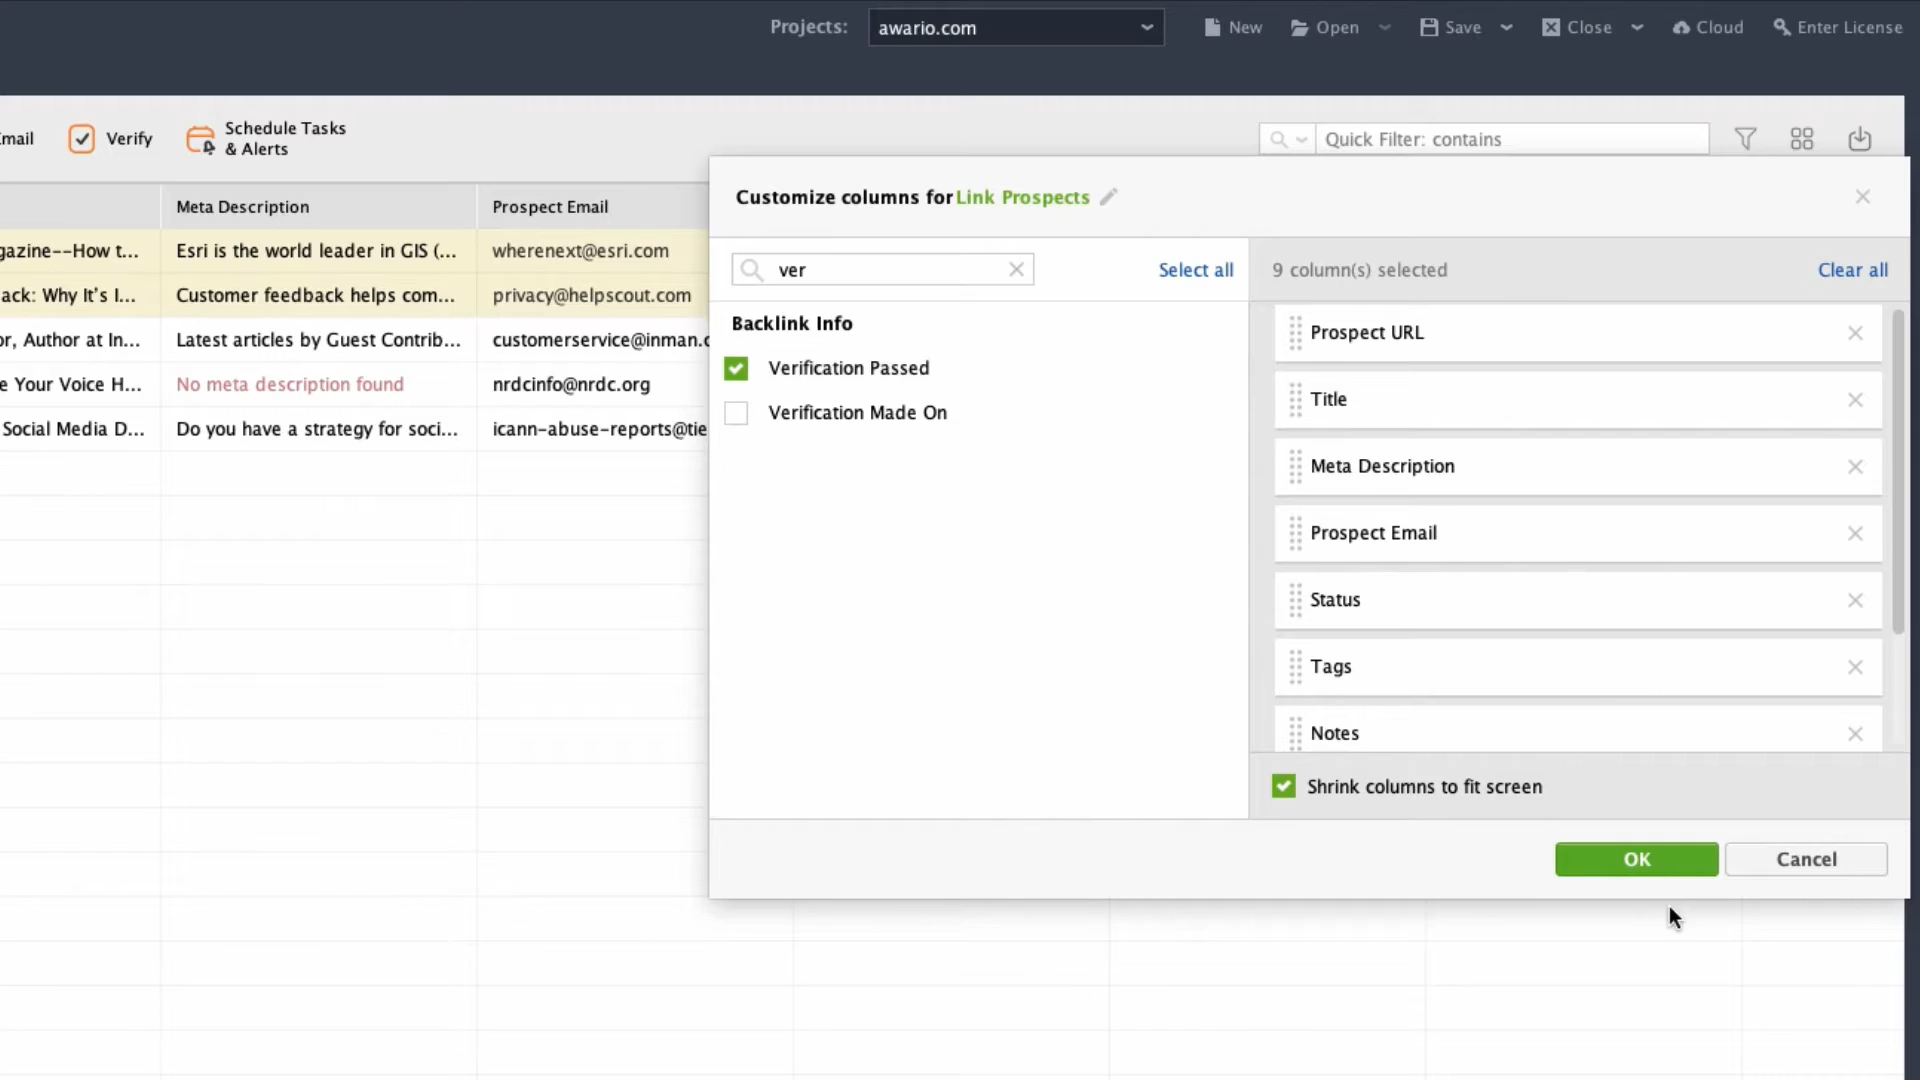 Projects: awario.com New Open Save Close Cloud Enter License
Verify Schedule Tasks
& Alerts
Quick Filter: contains
Meta Description Prospect Email
gazine--How t... Esri is the world leader in GIS (... wherenext@esri.com
ack: Why It's I... Customer feedback helps com... privacy@helpscout.com
or, Author at In... Latest articles by Guest Contrib... customerservice@inman.c
e Your Voice H... No meta description found nrdcinfo@nrdc.org
Social Media D... Do you have a strategy for soci... icann-abuse-reports@tie
Customize columns for Link Prospects
ver Select all
Backlink Info
Verification Passed
Verification Made On
9 column(s) selected Clear all
Prospect URL
Title
Meta Description
Prospect Email
Status
Tags
Notes
Shrink columns to fit screen
OK Cancel